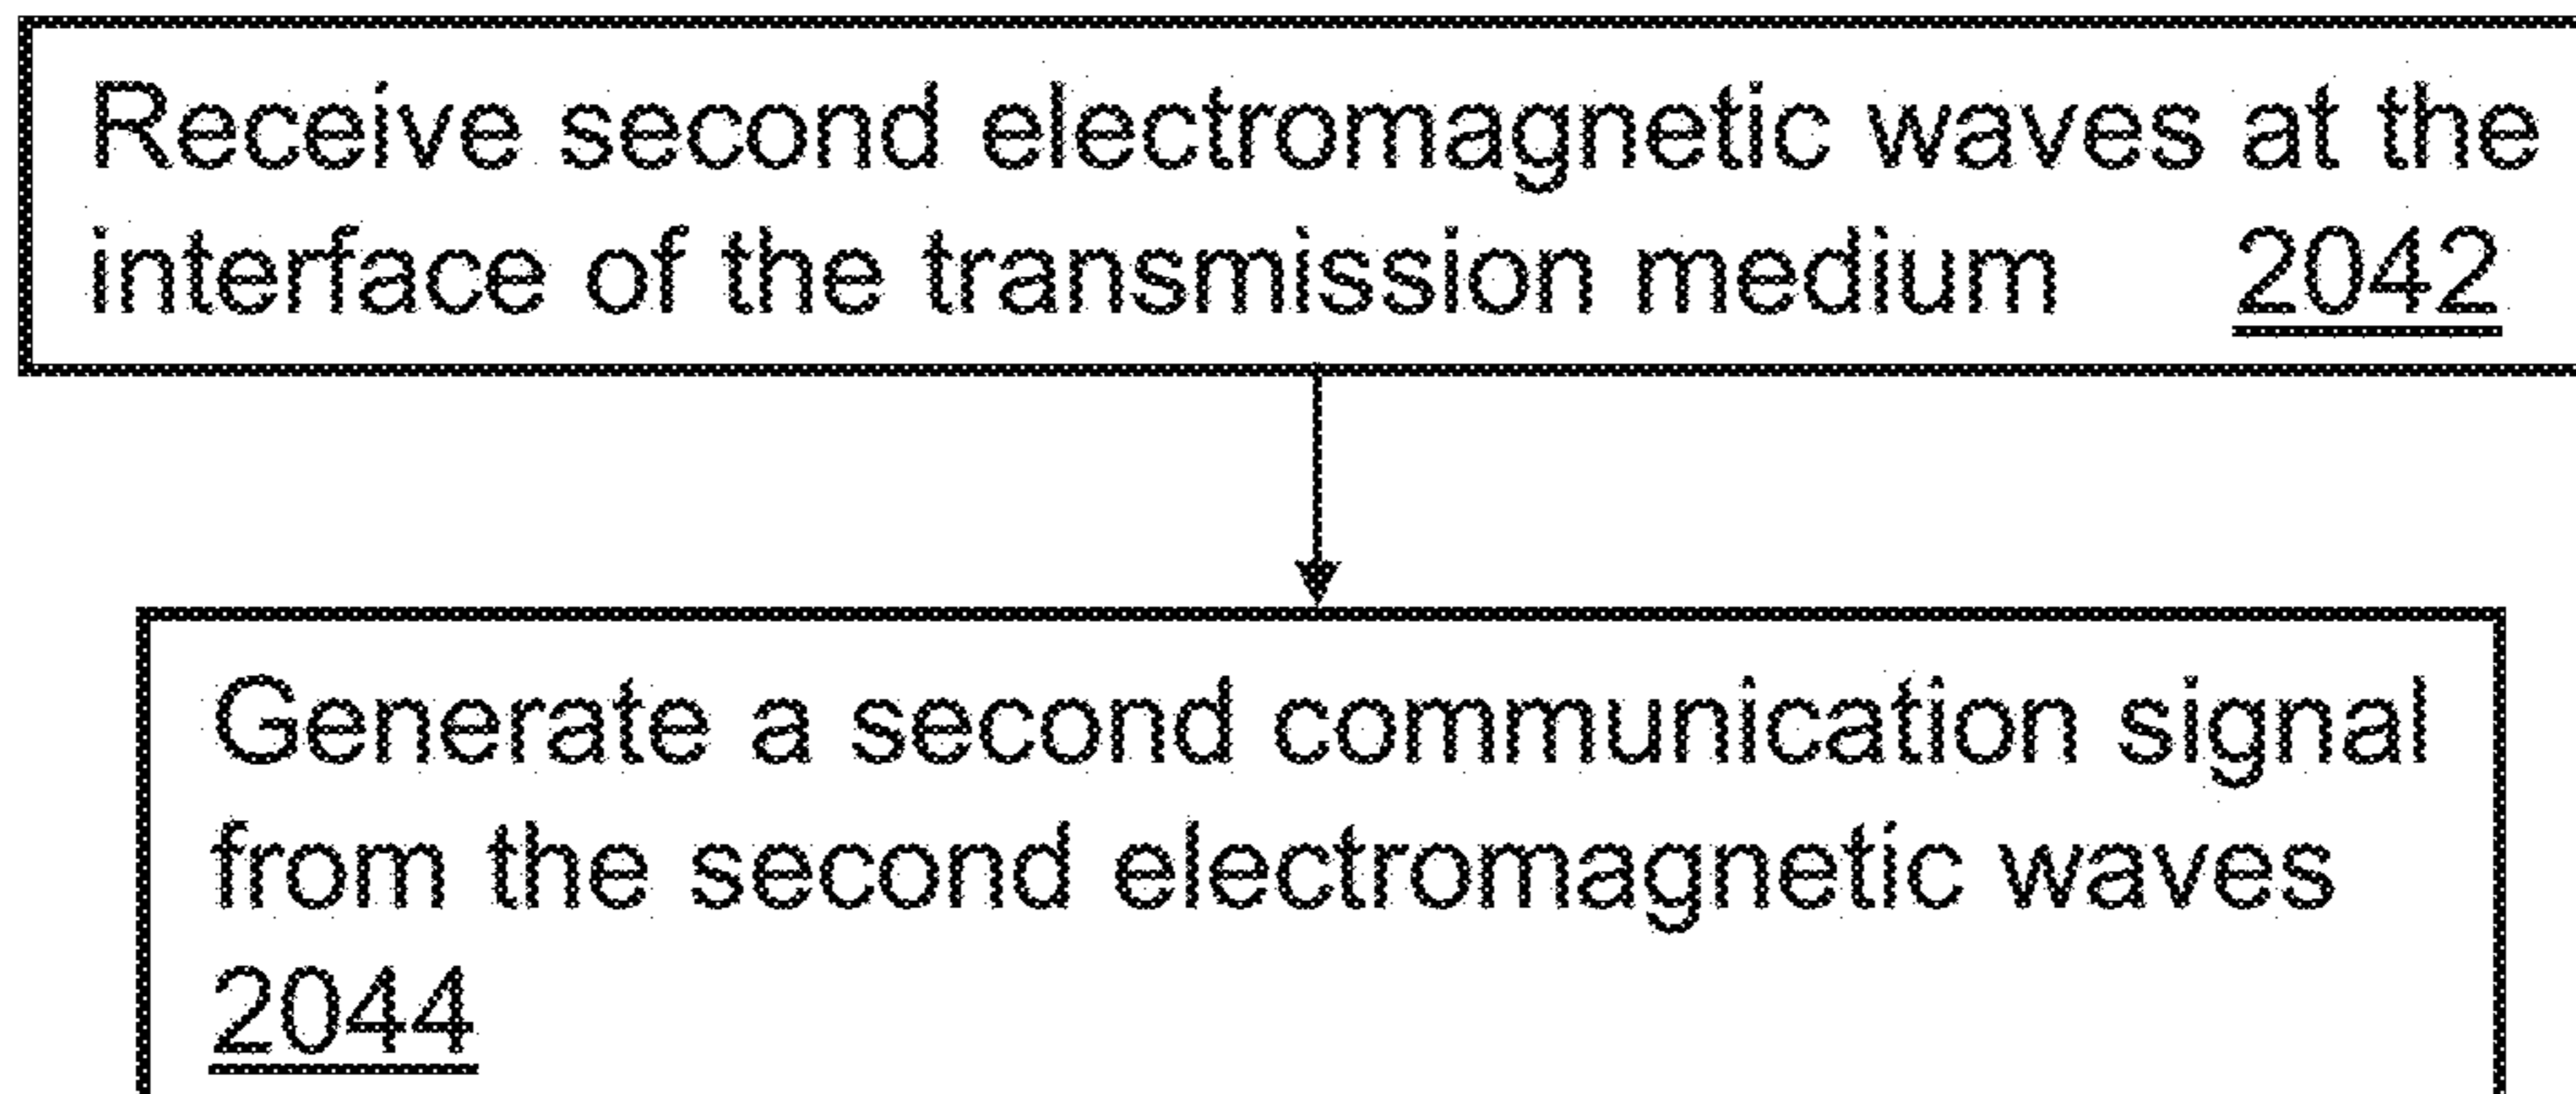 Receive second electromagnetic waves at the
interface of the transmission medium 2042
Generate a second communication signal
from the second electromagnetic waves
2044